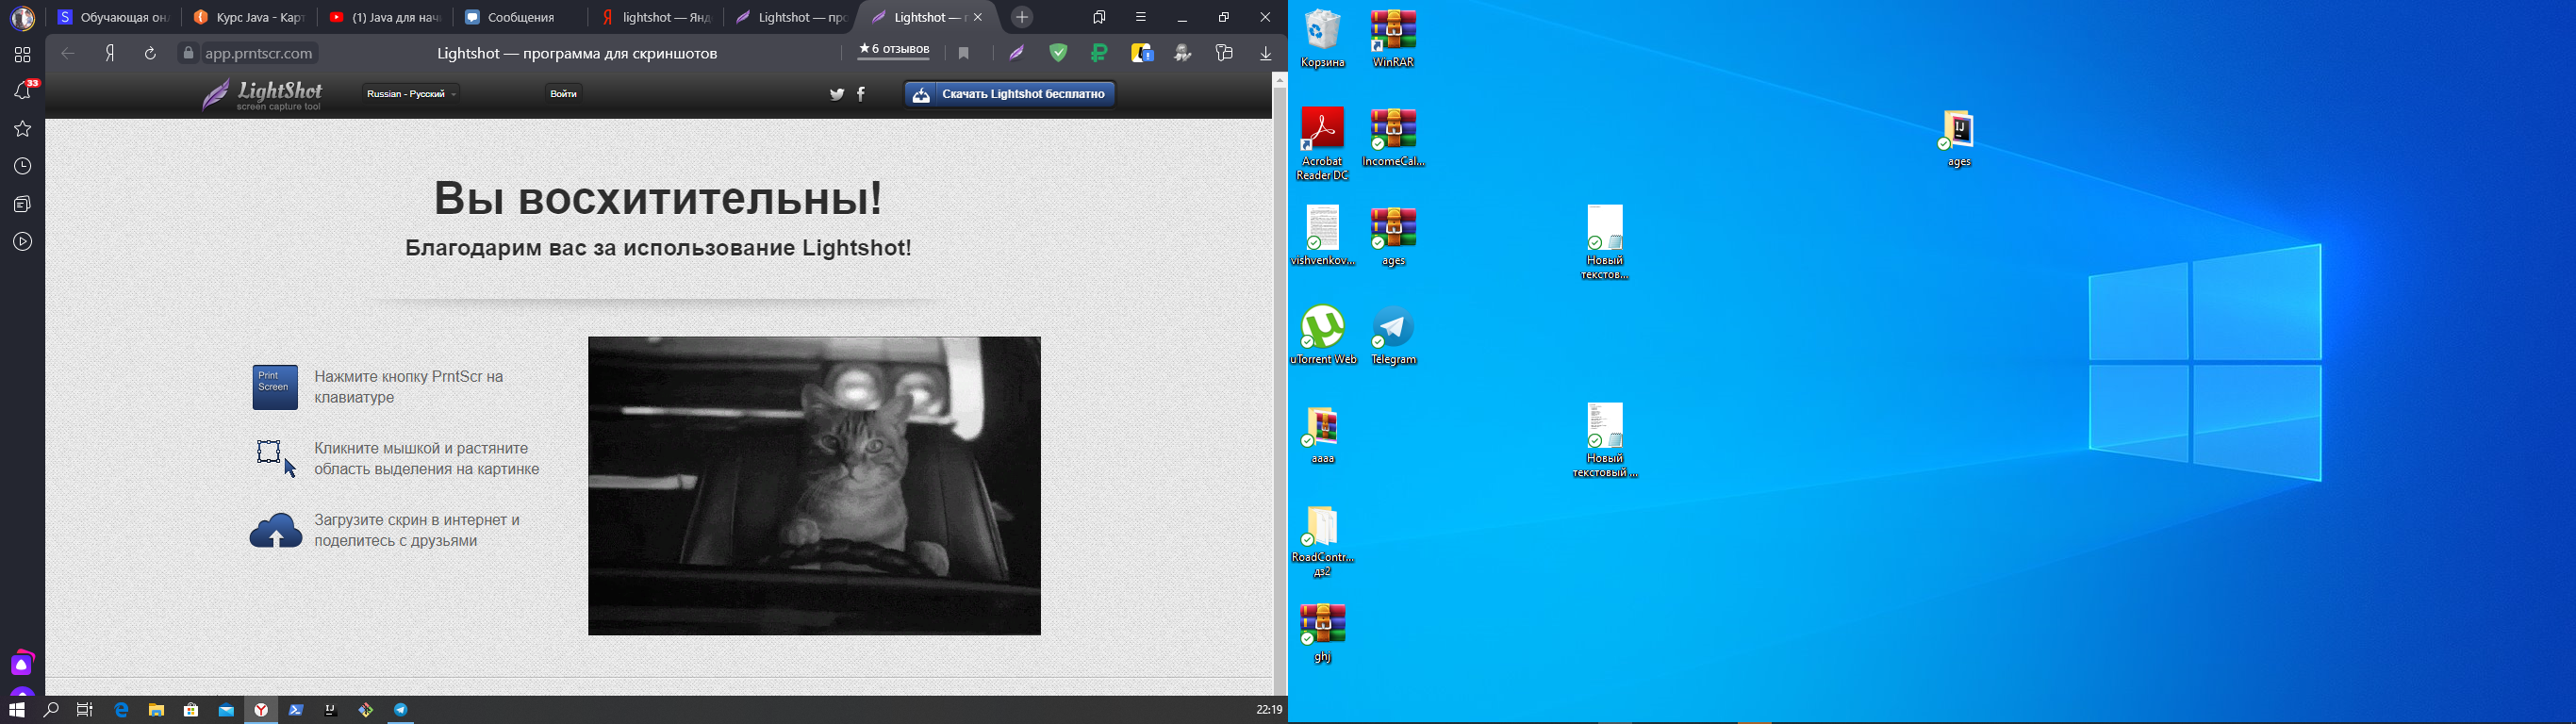 Обучающая он
Курс Java - Карт
(1) Java для нач
Сообщения
lightshot — Янд
Lightshot — про
Lightshot — п
33
app.prntscr.com
Lightshot — программа для скриншотов
★6 отзывов
LightShot
screen capture tool
Russian - Русский
Войти
Скачать Lightshot бесплатно
Вы восхитительны!
Благодарим вас за использование Lightshot!
Print
Screen
Нажмите кнопку PrntScr на
клавиатуре
Кликните мышкой и растяните
область выделения на картинке
Загрузите скрин в интернет и
поделитесь с друзьями
22:19
Корзина
WinRAR
Acrobat
Reader DC
IncomeCal...
ages
vishvenkov...
ages
Новый
текстов...
uTorrent Web
Telegram
aaaa
Новый
текстовый ...
RoadContr...
дз2
ghj